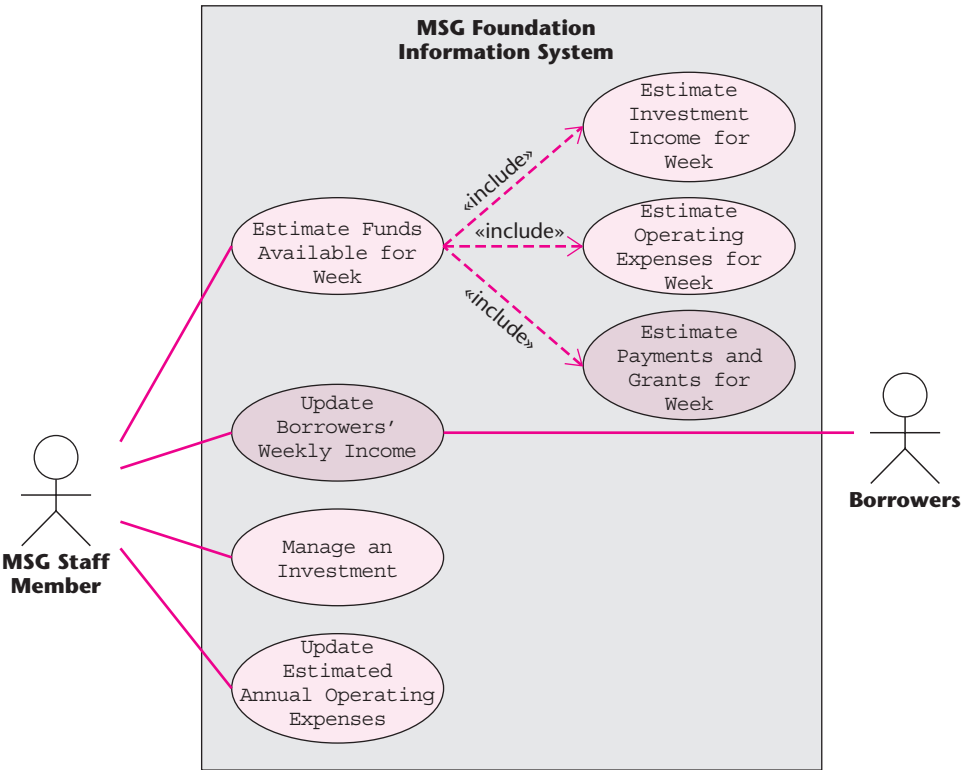 MSG Foundation
Information System
Estimate
Investment
Income for
Week
«include»
Estimate Funds
Available for
Week
«include»
Estimate
Operating
Expenses for
Week
«include»
Estimate
Payments and
Grants for
Week
Update
Borrowers’
Weekly Income
Borrowers
MSG Staff
Member
Manage an
Investment
Update
Estimated
Annual Operating
Expenses